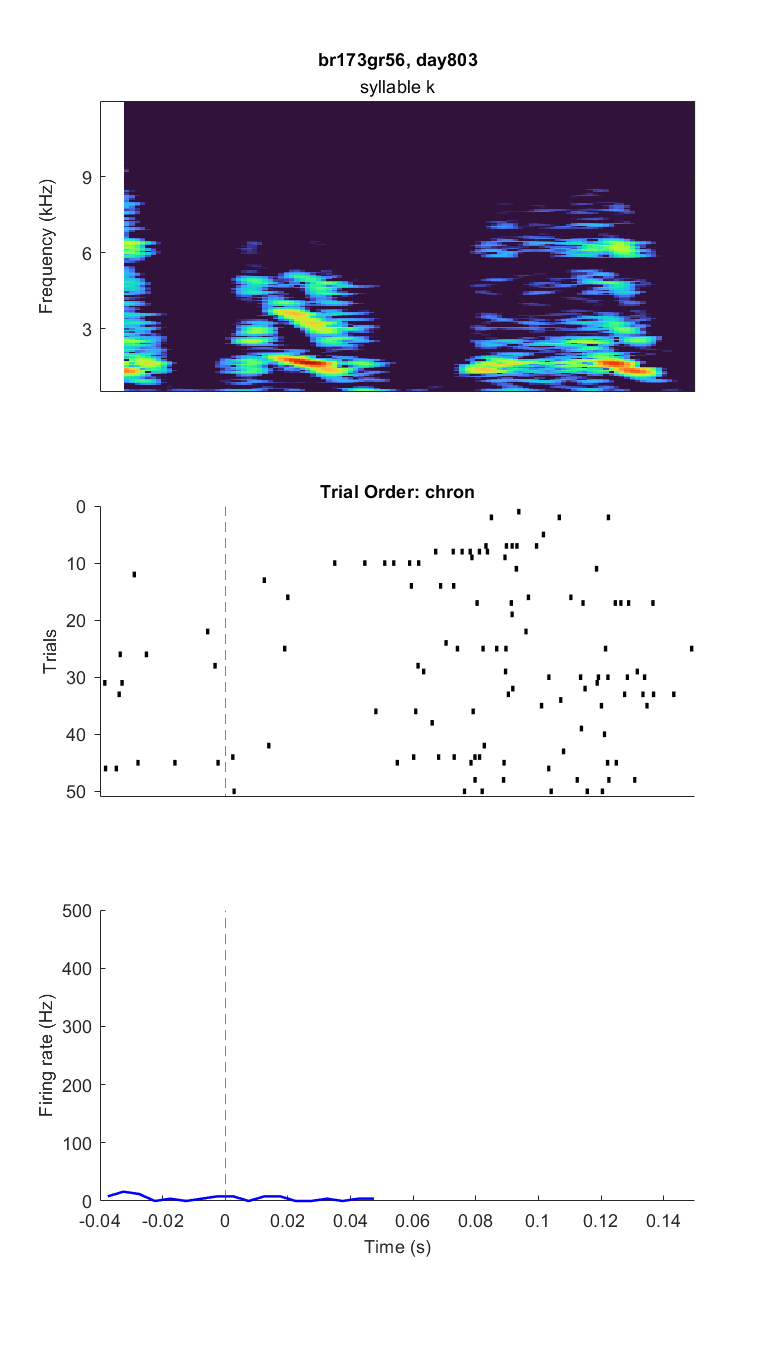 br173gr56, day803
syllable k
Frequency (kHz)
9
6
3
Trial Order: chron
Trials
0
10
20
30
40
50
Firing rate (Hz)
500
400
300
200
100
0
-0.04 -0.02 0 0.02 0.04 0.06 0.08 0.1 0.12 0.14
Time (s)